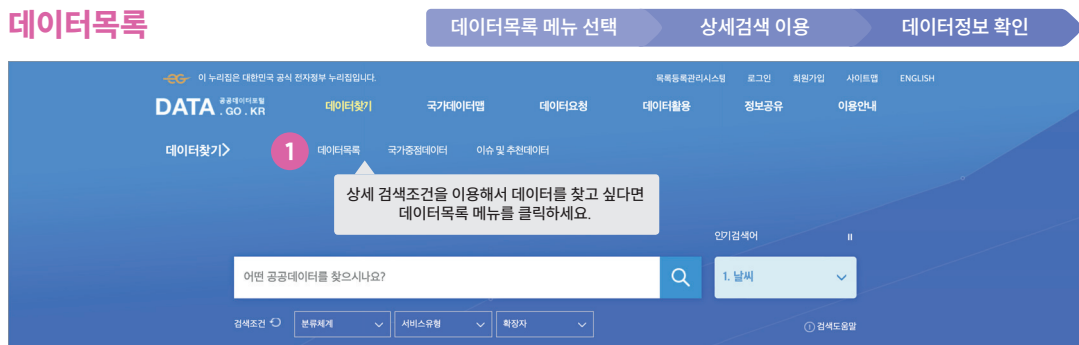 데이터목록
데이터목록 메뉴 선택
상세검색 이용
데이터정보 확인
이 누리집은 대한민국 공식 전자정부 누리집입니다.
목록등록관리시스템 로그인 회원가입 사이트맵 ENGLISH
DATA 공공데이터포털
.GO.KR
데이터찾기 국가데이터맵 데이터요청 데이터활용 정보공유 이용안내
데이터찾기>
1 데이터목록 국가중점데이터 이슈 및 추천데이터
상세 검색조건을 이용해서 데이터를 찾고 싶다면
데이터목록 메뉴를 클릭하세요.
인기검색어
어떤 공공데이터를 찾으시나요?
1. 날씨
검색조건 분류체계 서비스유형 확장자
검색도움말